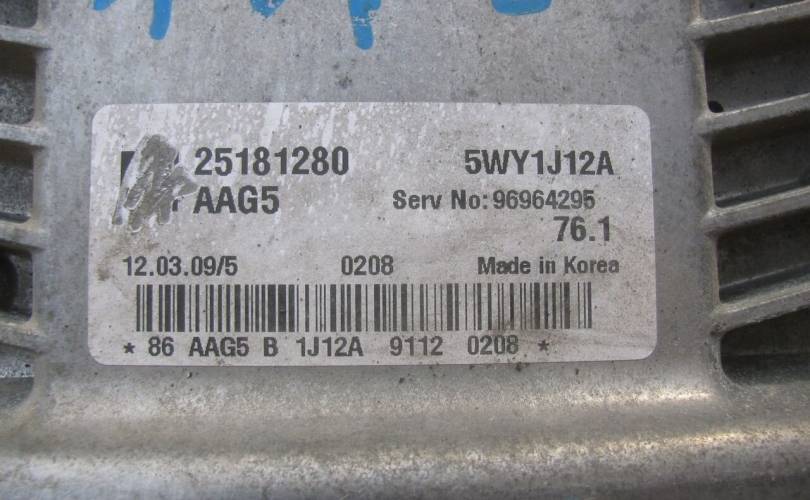 25181280 5WY1J12A
AAG5 Serv No: 96964295
76.1
12.03.09/5 0208 Made in Korea
* 86 AAG5 B 1J12A 9112 0208 *